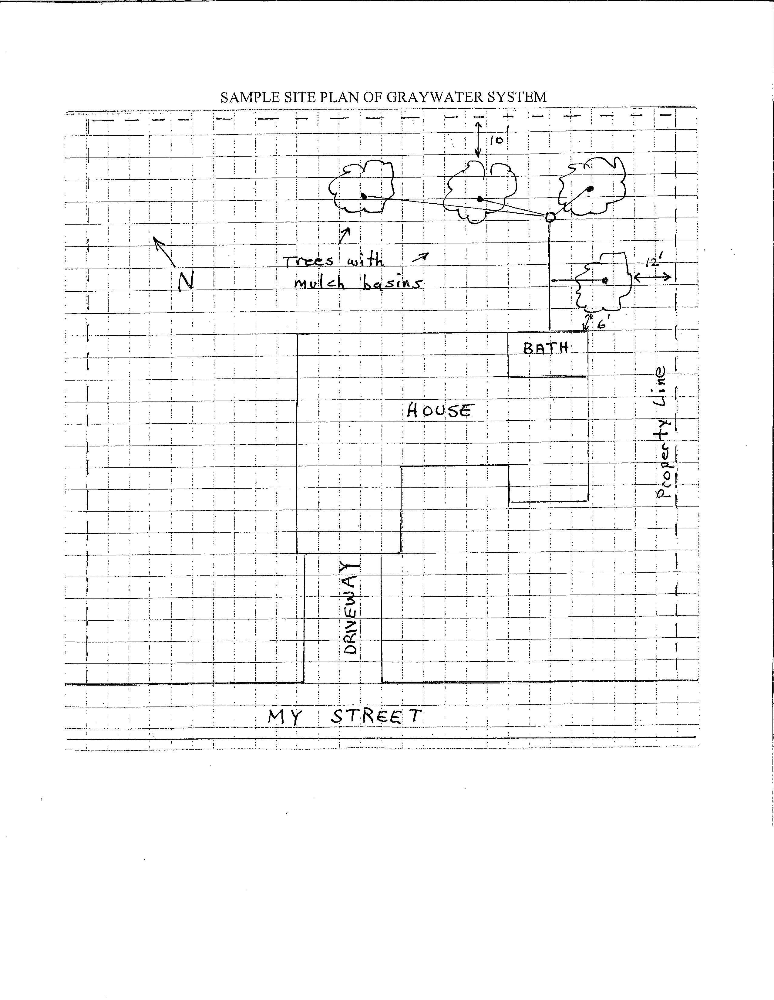 SAMPLE SITE PLAN OF GRAYWATER SYSTEM
10'
Trees with
mulch basins
N
12'
6'
BATH
HOUSE
Property Line
DRIVEWAY
MY STREET